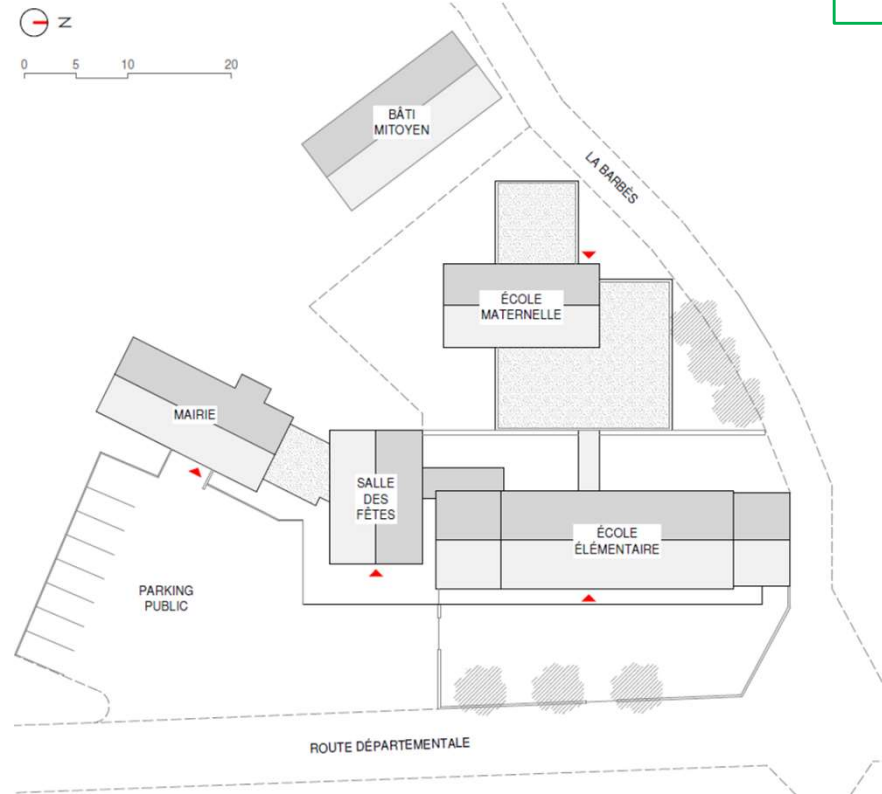 N
0 5 10 20
BÂTI
MITOYEN
LA BARBÈS
ÉCOLE
MATERNELLE
MAIRIE
SALLE
DES
FÊTES
ÉCOLE
ÉLÉMENTAIRE
PARKING
PUBLIC
ROUTE DÉPARTEMENTALE